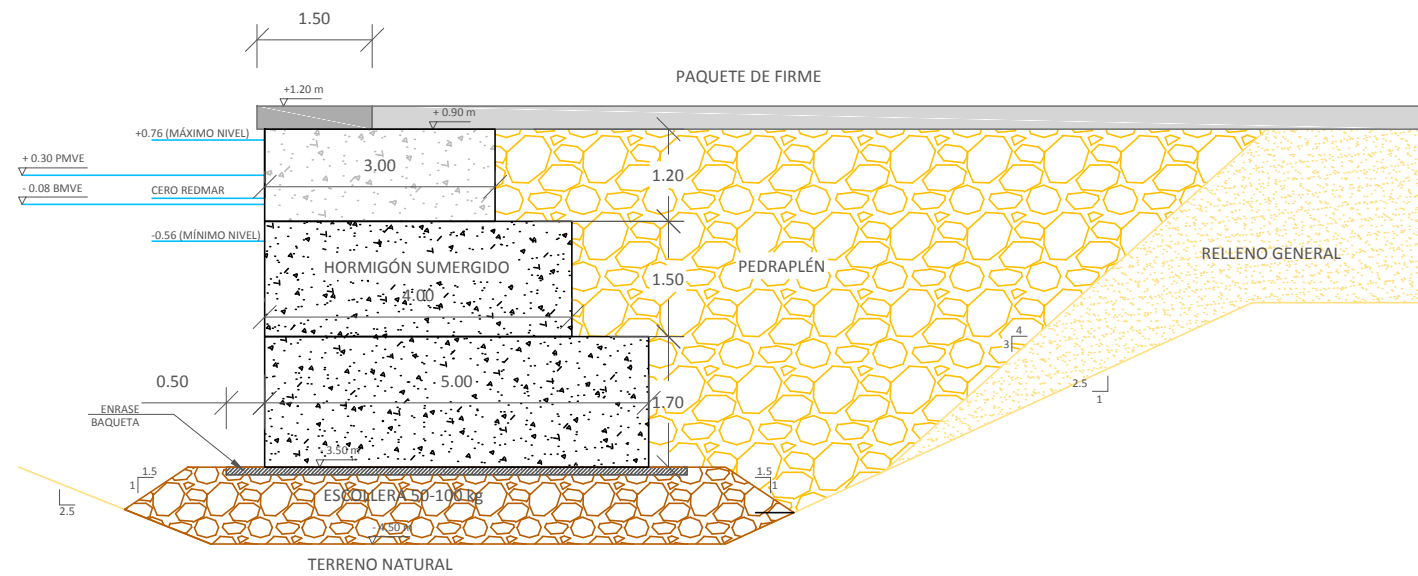 1.50
PAQUETE DE FIRME
+1.20 m
+ 0.90 m
+0.76 (MÁXIMO NIVEL)
+ 0.30 PMVE
- 0.08 BMVE
CERO REDMAR
3.00
1.20
-0.56 (MÍNIMO NIVEL)
HORMIGÓN SUMERGIDO
4.00
1.50
PEDRAPLÉN
RELLENO GENERAL
4
3
2.5
1
0.50
5.00
1.70
ENRASE
BAQUETA
- 3.50 m
1.5
1
1.5
1
2.5
1
ESCOLLERA 50-100 kg
- 4.50 m
TERRENO NATURAL